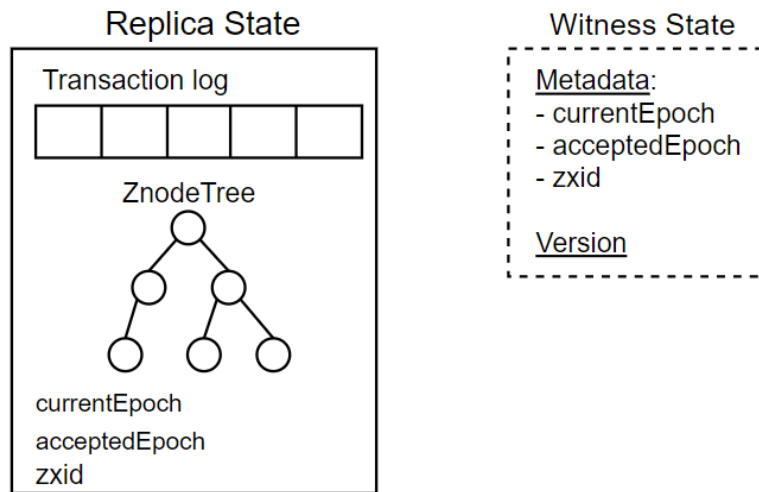 Replica State
Transaction log
ZnodeTree
currentEpoch
acceptedEpoch
zxid
Witness State
Metadata:
- currentEpoch
- acceptedEpoch
- zxid
Version